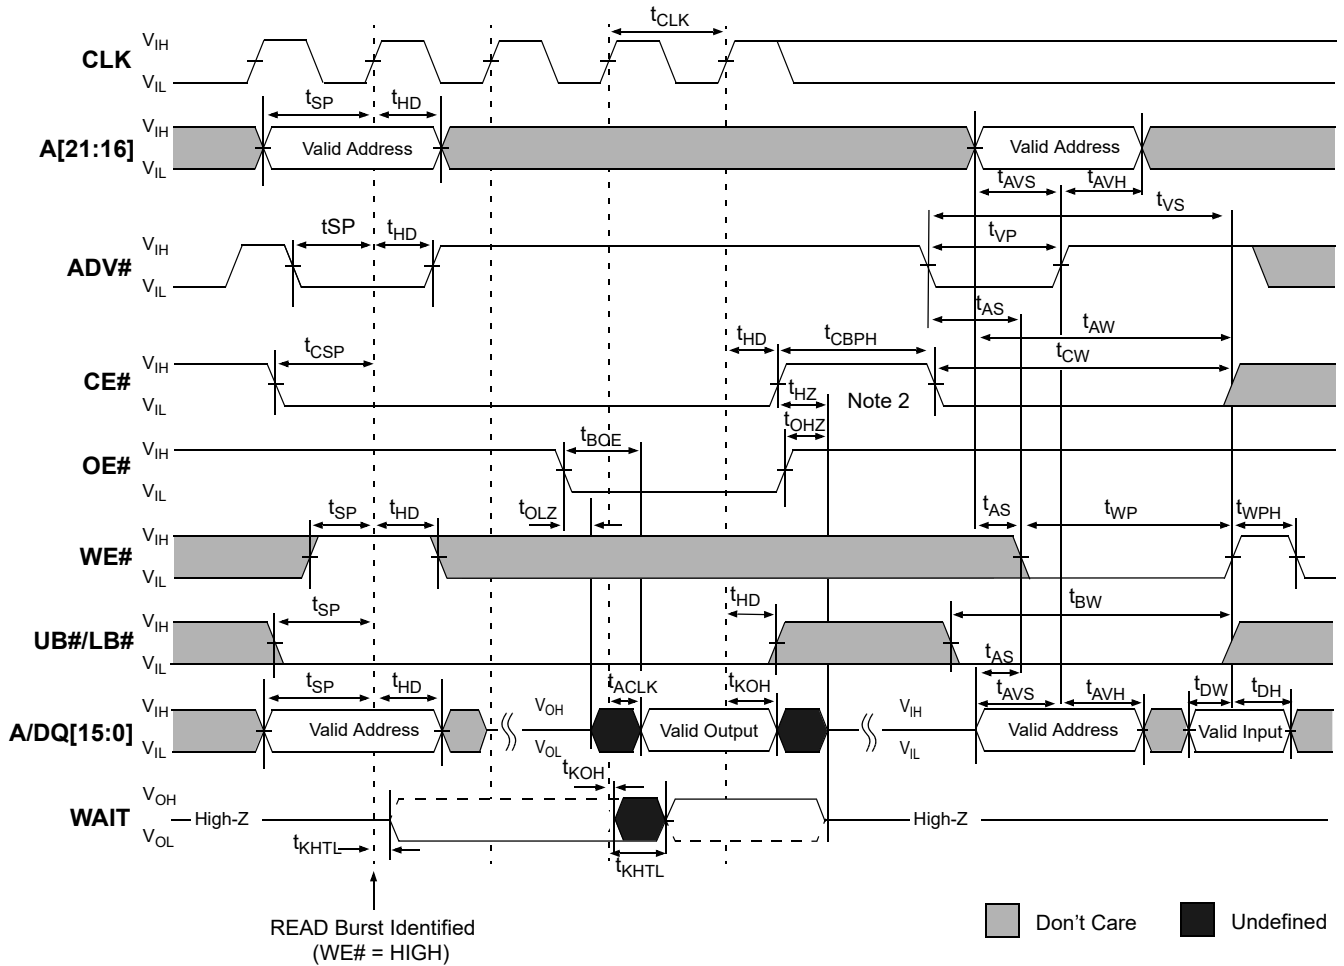 tCLK
CLK
VIH
VIL
tSP
tHD
A[21:16]
VIH
VIL
Valid Address
Valid Address
tAVS
tAVH
tVS
tSP
tHD
tVP
ADV#
VIH
VIL
tAS
tAW
tCSP
tHD
tCBPH
tCW
CE#
VIH
VIL
tHZ
Note 2
tOHZ
tBOE
OE#
VIH
VIL
tOLZ
tSP
tHD
tAS
tWP
tWPH
WE#
VIH
VIL
tSP
tHD
tBW
UB#/LB#
VIH
VIL
tAS
tSP
tHD
tACLK
tKOH
tAVS
tAVH
tDW
tDH
A/DQ[15:0]
VIH
VIL
Valid Address
VOH
VOL
Valid Output
VIH
VIL
Valid Address
Valid Input
tKOH
WAIT
VOH
VOL
High-Z
High-Z
tKHTL
tKHTL
READ Burst Identified
(WE# = HIGH)
Don't Care
Undefined